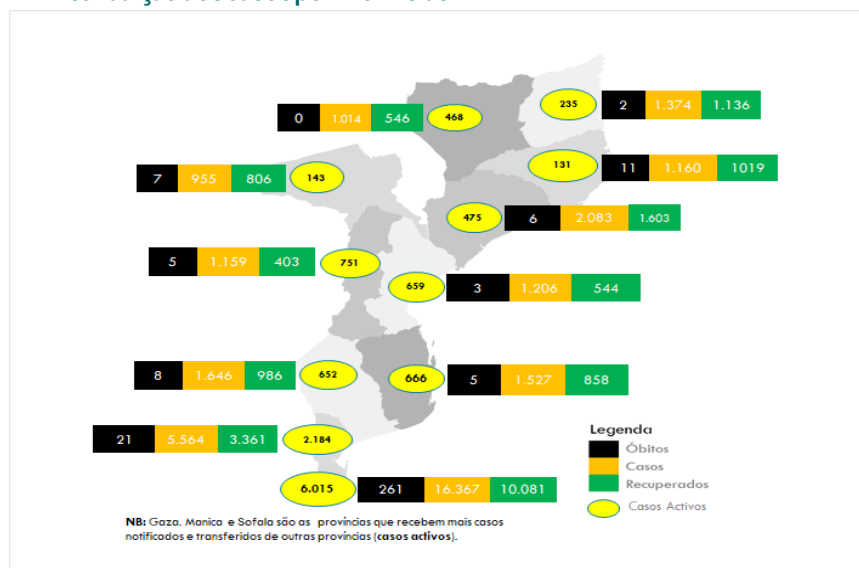 235 2 1.374 1.136
0 1.014 546 468
131 11 1.160 1019
7 955 806 143
475 6 2.083 1.603
5 1.159 403 751
659 3 1.206 544
8 1.646 986 652
666 5 1.527 858
21 5.564 3.361 2.184
Legenda
Óbitos
Casos
Recuperados
Casos Activos
6.015 261 16.367 10.081
NB: Gaza. Manica e Sofala são as províncias que recebem mais casos
notificados e transferidos de outras províncias (casos activos).